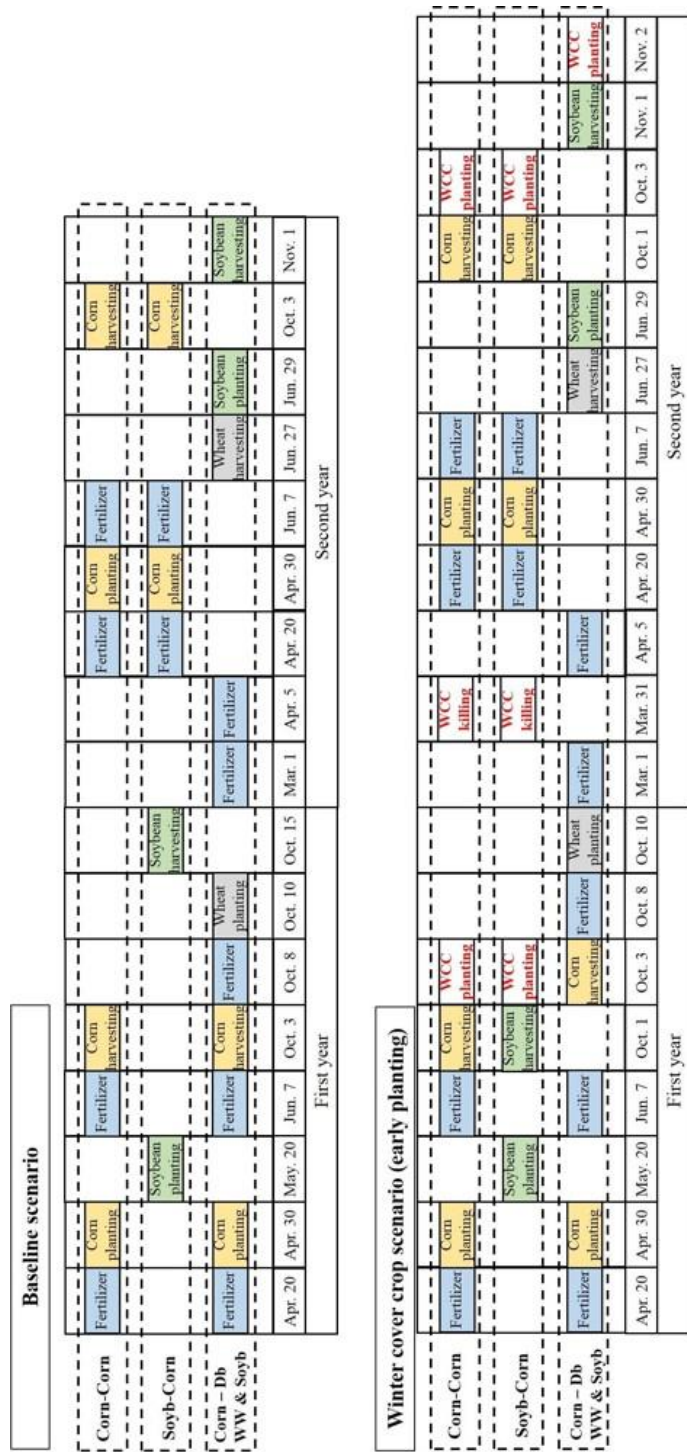 Baseline scenario
Corn-Corn
Fertilizer
Corn
planting
Fertilizer
Corn
harvesting
Fertilizer
Corn
planting
Fertilizer
Corn
harvesting
Soyb-Corn
Soybean
planting
Soybean
harvesting
Fertilizer
Corn
planting
Fertilizer
Corn
harvesting
Corn – Db
WW & Soyb
Fertilizer
Corn
planting
Fertilizer
Corn
harvesting
Fertilizer
Wheat
planting
Fertilizer
Fertilizer
Wheat
harvesting
Soybean
planting
Soybean
harvesting
Apr. 20 Apr. 30 May. 20 Jun. 7 Oct. 3 Oct. 8 Oct. 10 Oct. 15 Mar. 1 Apr. 5 Apr. 20 Apr. 30 Jun. 7 Jun. 27 Jun. 29 Oct. 3 Nov. 1
First year Second year
Winter cover crop scenario (early planting)
Corn-Corn
Fertilizer
Corn
planting
Fertilizer
Corn
harvesting
WCC
planting
WCC
killing
Fertilizer
Corn
planting
Fertilizer
Corn
harvesting
WCC
planting
Soyb-Corn
Soybean
planting
Soybean
harvesting
WCC
planting
WCC
killing
Fertilizer
Corn
planting
Fertilizer
Corn
harvesting
WCC
planting
Corn – Db
WW & Soyb
Fertilizer
Corn
planting
Fertilizer
Corn
harvesting
Fertilizer
Wheat
planting
Fertilizer
Fertilizer
Wheat
harvesting
Soybean
planting
Soybean
harvesting
WCC
planting
Apr. 20 Apr. 30 May. 20 Jun. 7 Oct. 1 Oct. 3 Oct. 8 Oct. 10 Mar. 1 Mar. 31 Apr. 5 Apr. 20 Apr. 30 Jun. 7 Jun. 27 Jun. 29 Oct. 1 Oct. 3 Nov. 1 Nov. 2
First year Second year